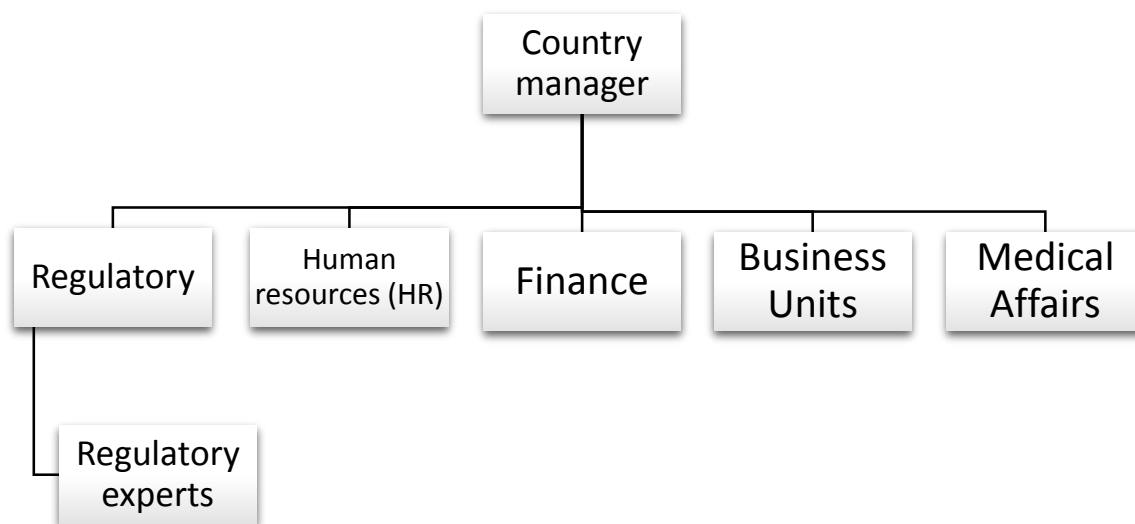 Country
manager
Regulatory
Human
resources (HR)
Finance
Business
Units
Medical
Affairs
Regulatory
experts